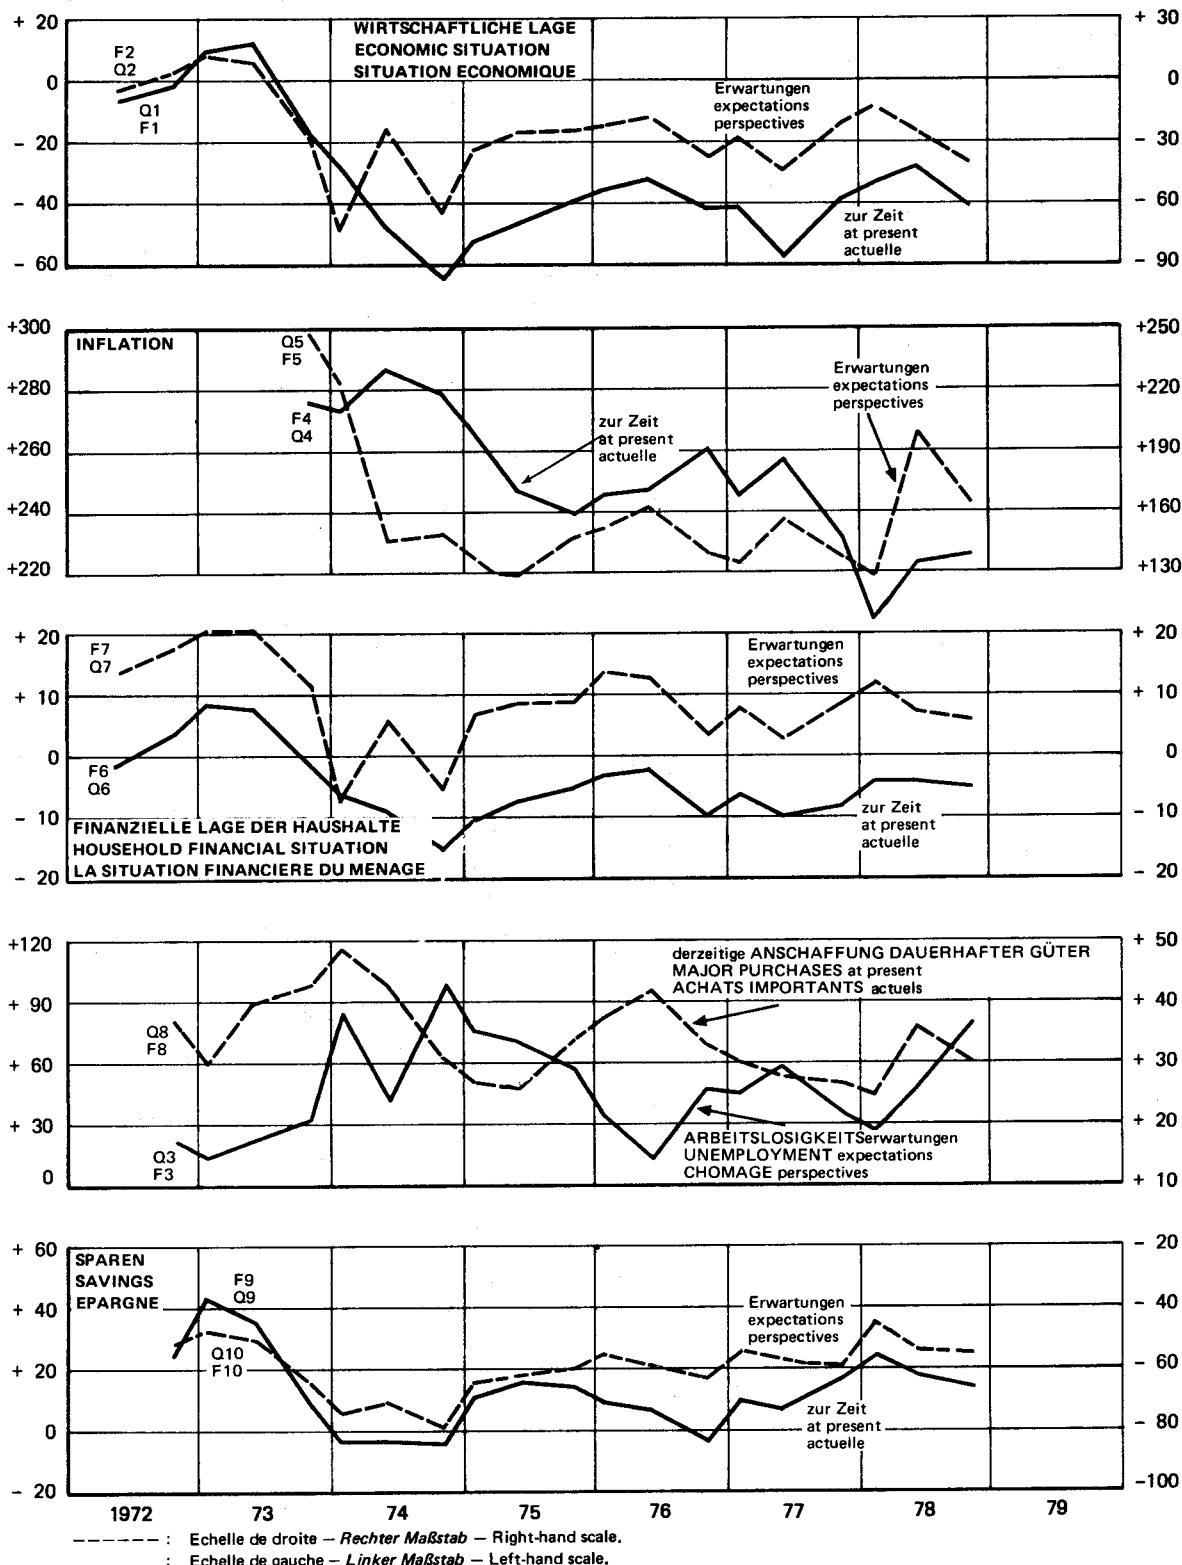 + 20
0
- 20
- 40
- 60
WIRTSCHAFTLICHE LAGE
ECONOMIC SITUATION
SITUATION ECONOMIQUE
F2
Q2
Q1
F1
Erwartungen
expectations
perspectives
zur Zeit
at present
actuelle
+ 30
0
- 30
- 60
- 90
+300
+280
+260
+240
+220
INFLATION
Q5
F5
F4
Q4
zur Zeit
at present
actuelle
Erwartungen
expectations
perspectives
+250
+220
+190
+160
+130
+ 20
+ 10
0
- 10
- 20
F7
Q7
F6
Q6
Erwartungen
expectations
perspectives
zur Zeit
at present
actuelle
FINANZIELLE LAGE DER HAUSHALTE
HOUSEHOLD FINANCIAL SITUATION
LA SITUATION FINANCIERE DU MENAGE
+ 20
+ 10
0
- 10
- 20
+120
+ 90
+ 60
+ 30
0
derzeitige ANSCHAFFUNG DAUERHAFTER GÜTER
MAJOR PURCHASES at present
ACHATS IMPORTANTS actuels
Q8
F8
Q3
F3
ARBEITSLOSIGKEITSerwartungen
UNEMPLOYMENT expectations
CHOMAGE perspectives
+ 50
+ 40
+ 30
+ 20
+ 10
+ 60
+ 40
+ 20
0
- 20
SPAREN
SAVINGS
EPARGNE
F9
Q9
Q10
F10
Erwartungen
expectations
perspectives
zur Zeit
at present
actuelle
- 20
- 40
- 60
- 80
-100
1972 73 74 75 76 77 78 79
------ : Echelle de droite — Rechter Maßstab — Right-hand scale.
: Echelle de gauche — Linker Maßstab — Left-hand scale.